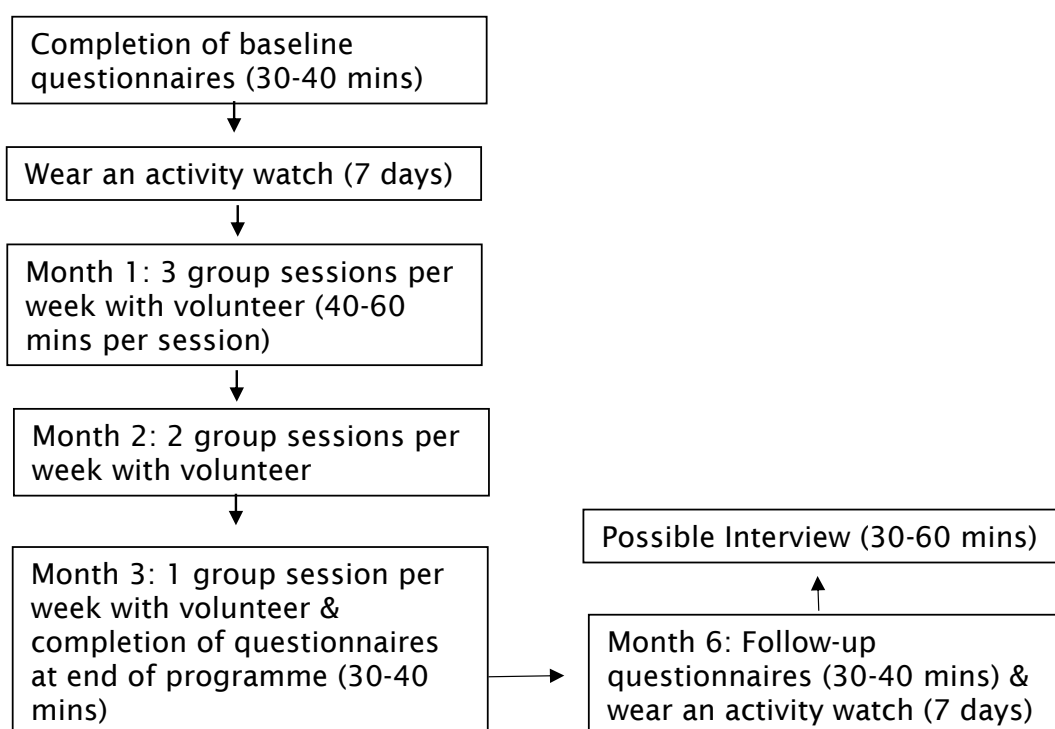 Completion of baseline
questionnaires (30-40 mins)
Wear an activity watch (7 days)
Month 1: 3 group sessions per
week with volunteer (40-60
mins per session)
Month 2: 2 group sessions per
week with volunteer
Month 3: 1 group session per
week with volunteer &
completion of questionnaires
at end of programme (30-40
mins)
Month 6: Follow-up
questionnaires (30-40 mins) &
wear an activity watch (7 days)
Possible Interview (30-60 mins)